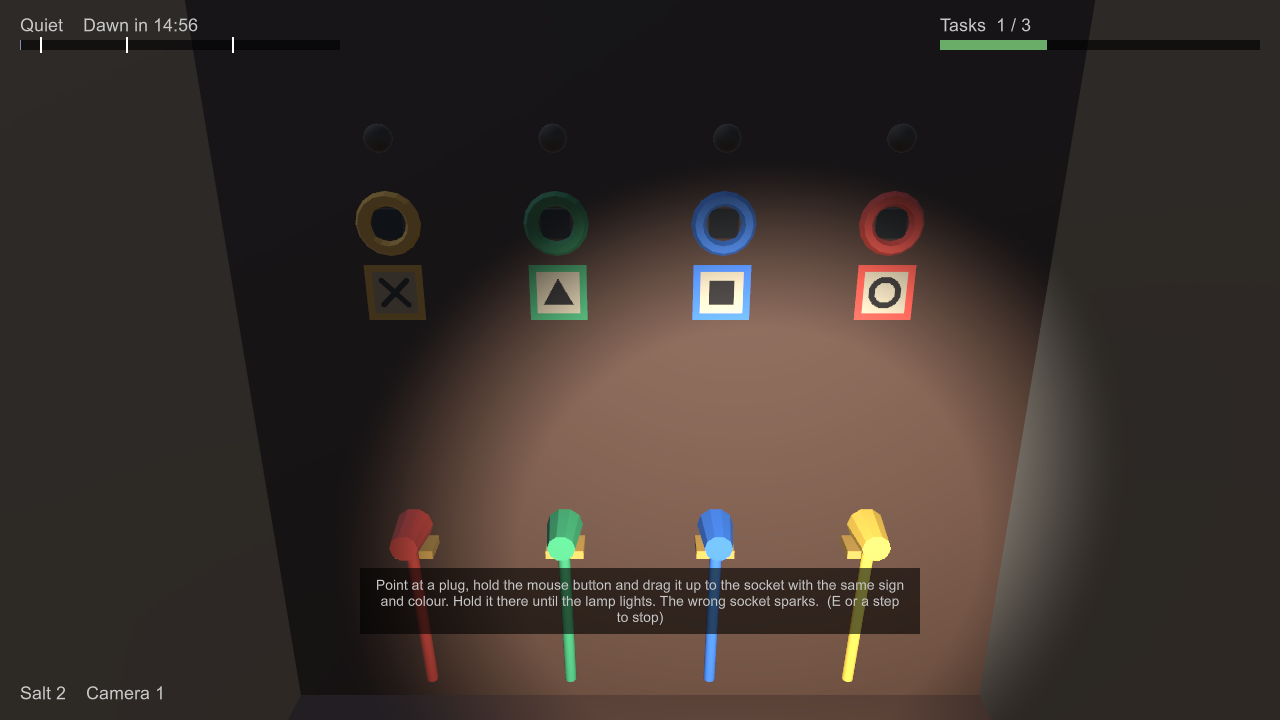 Quiet Dawn in 14:56
Tasks 1 / 3
Point at a plug, hold the mouse button and drag it up to the socket with the same sign
and colour. Hold it there until the lamp lights. The wrong socket sparks. (E or a step
to stop)
Salt 2 Camera 1